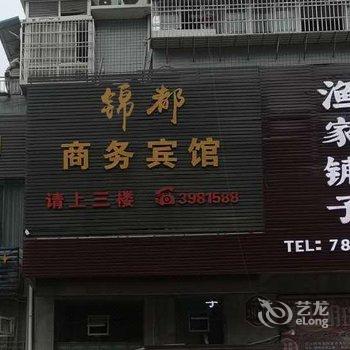 锦都
商务宾馆
请上三楼 ☎3981588
渔家铺子
TEL: 78
艺龙
eLong